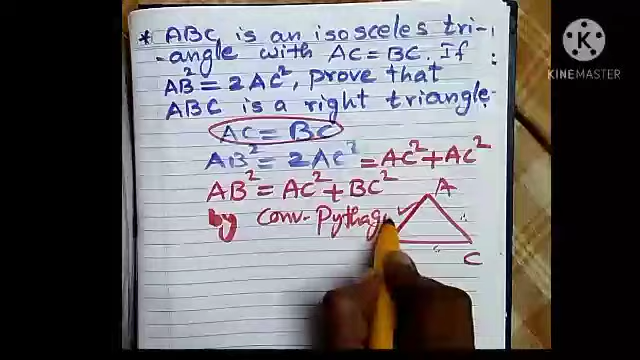 * ABC is an isosceles tri-
-angle with AC = BC. If
AB² = 2AC², prove that
ABC is a right triangle.
AC = BC
AB² = 2AC² = AC² + AC²
AB² = AC² + BC²
by conv- Pythag
A
C
KINEMASTER